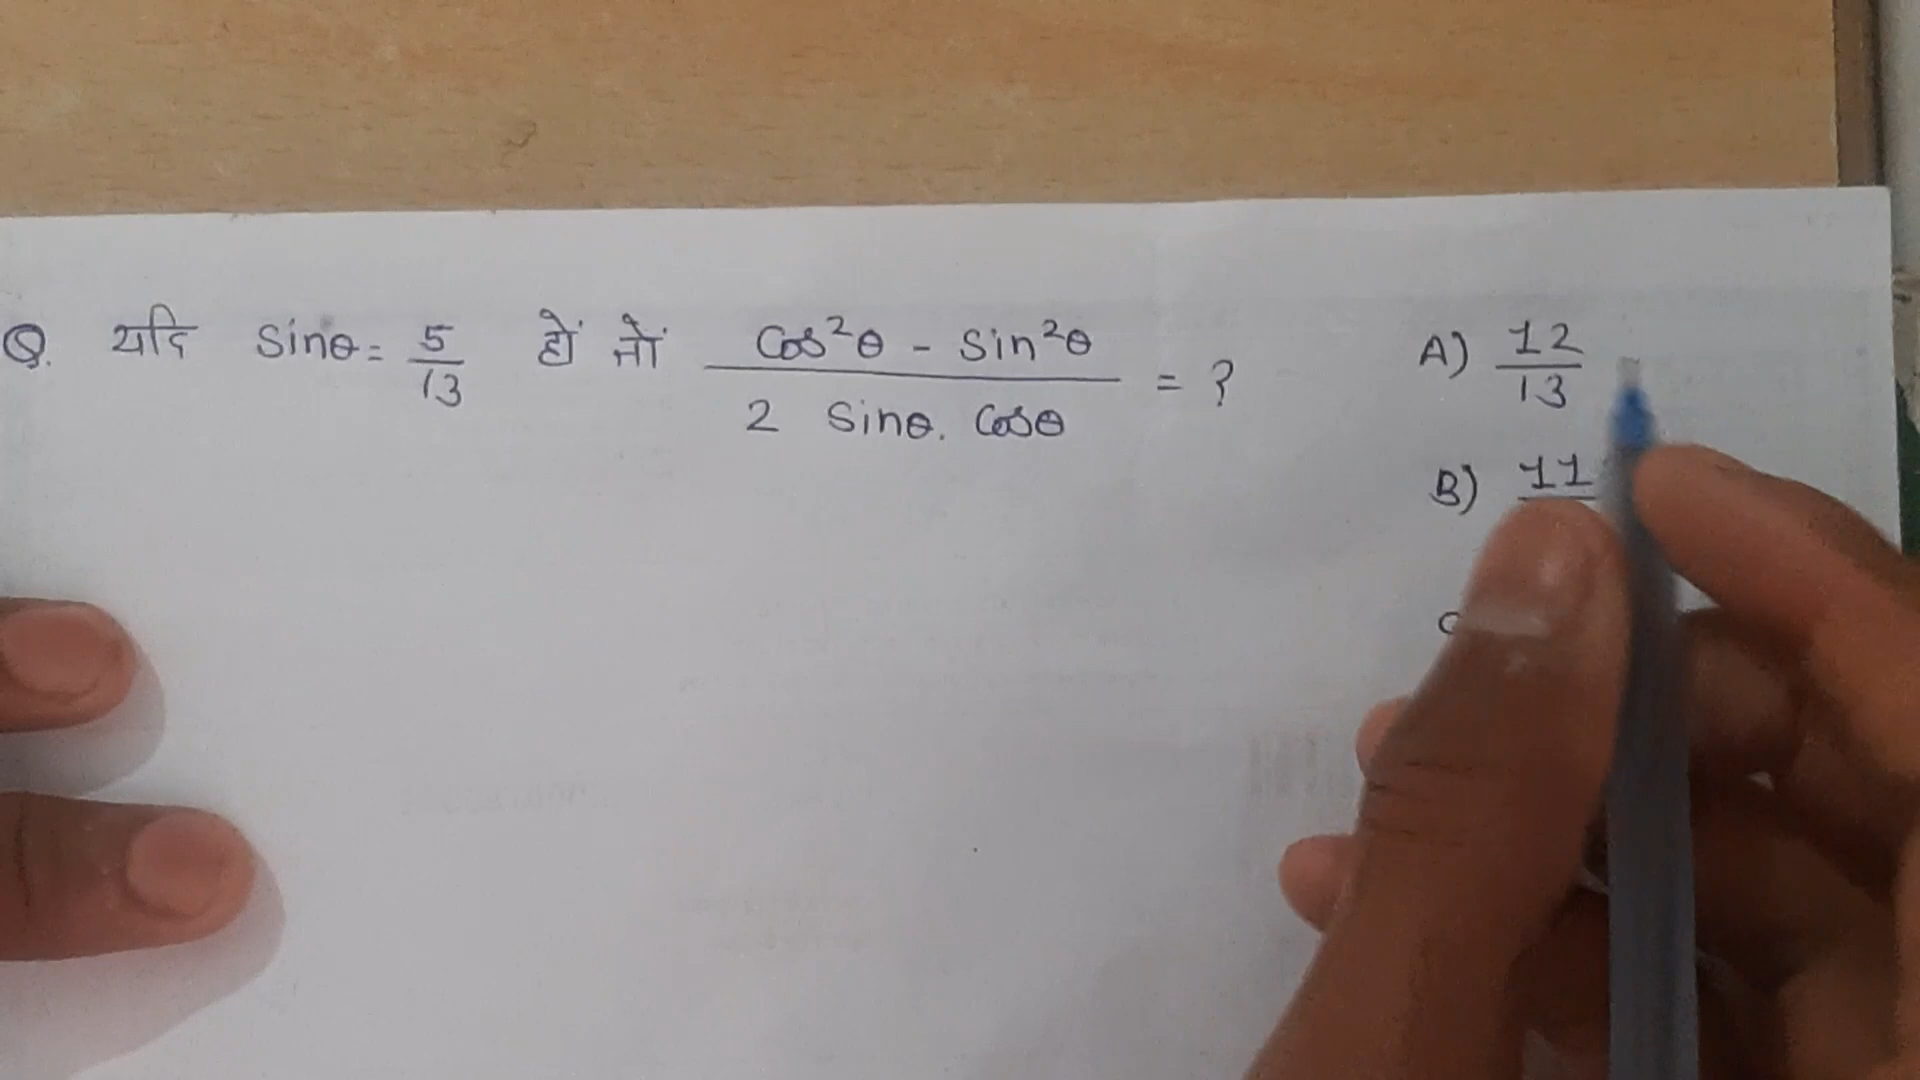 Q. यदि sinθ = 5/13 हो तो (cos²θ - sin²θ)/(2 sinθ. cosθ) = ?
A) 12/13
B) 11
C